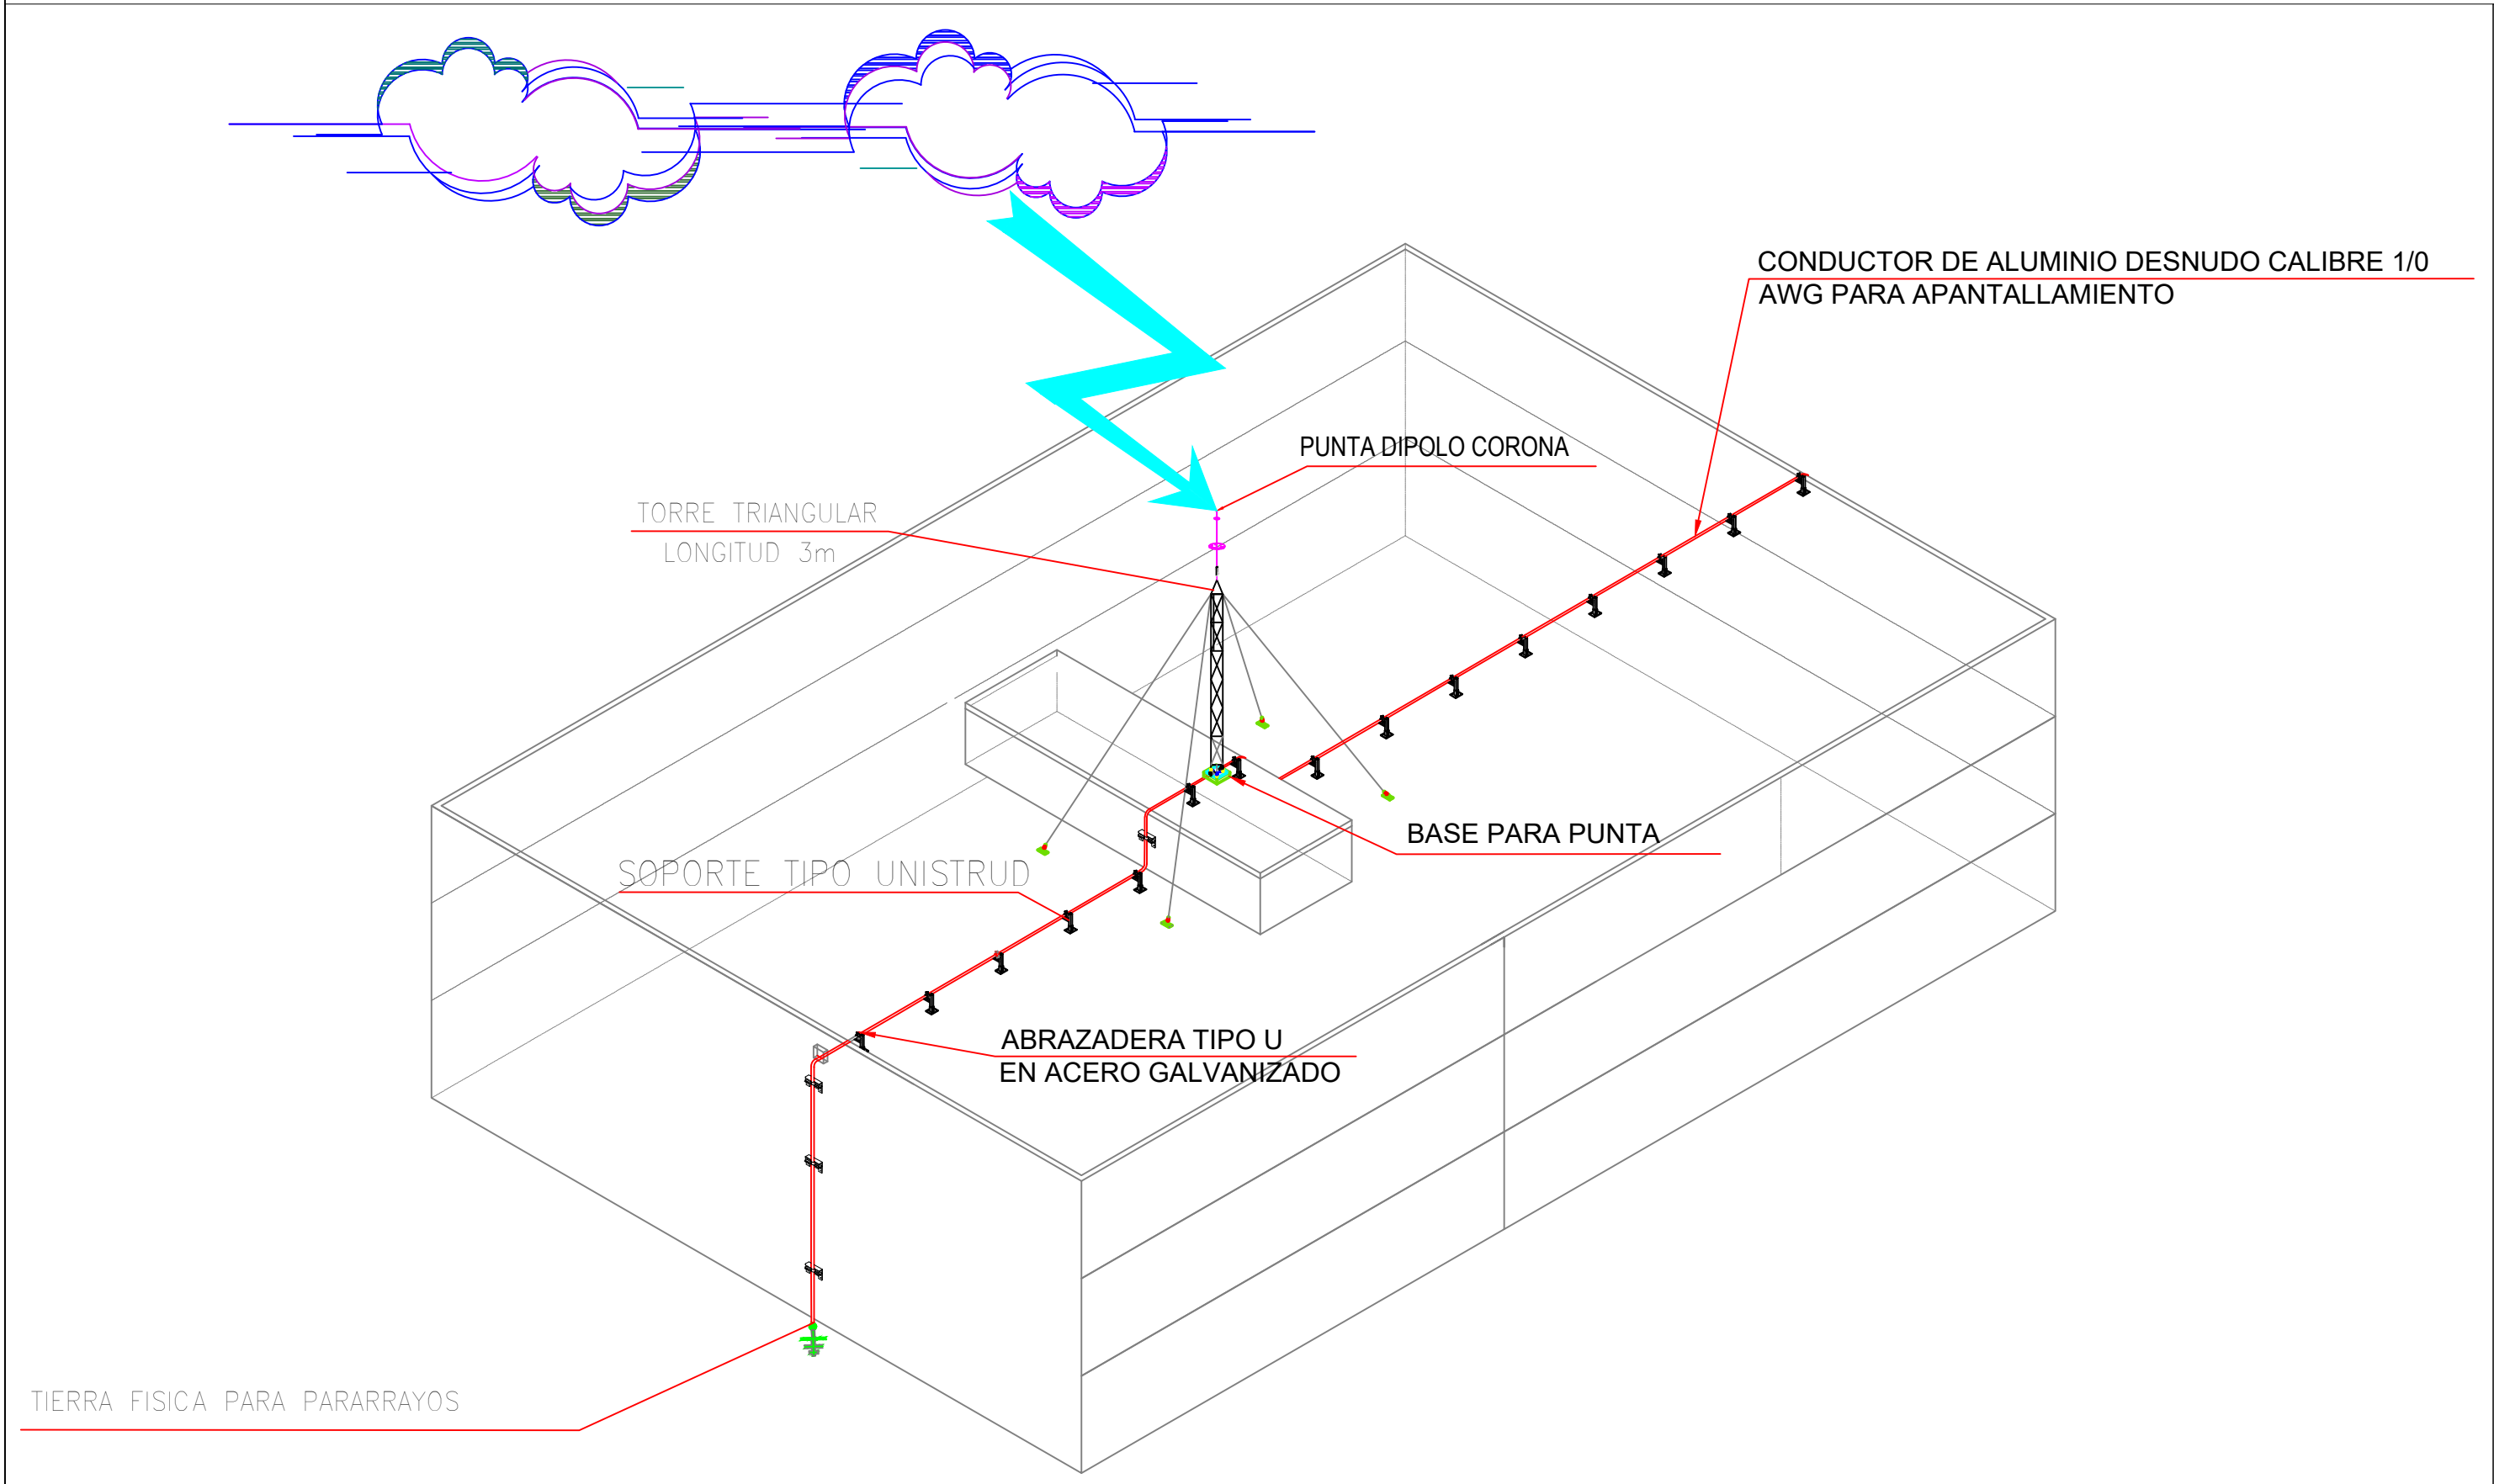 CONDUCTOR DE ALUMINIO DESNUDO CALIBRE 1/0
AWG PARA APANTALLAMIENTO
PUNTA DIPOLO CORONA
TORRE TRIANGULAR
LONGITUD 3m
BASE PARA PUNTA
SOPORTE TIPO UNISTRUD
ABRAZADERA TIPO U
EN ACERO GALVANIZADO
TIERRA FISICA PARA PARARRAYOS